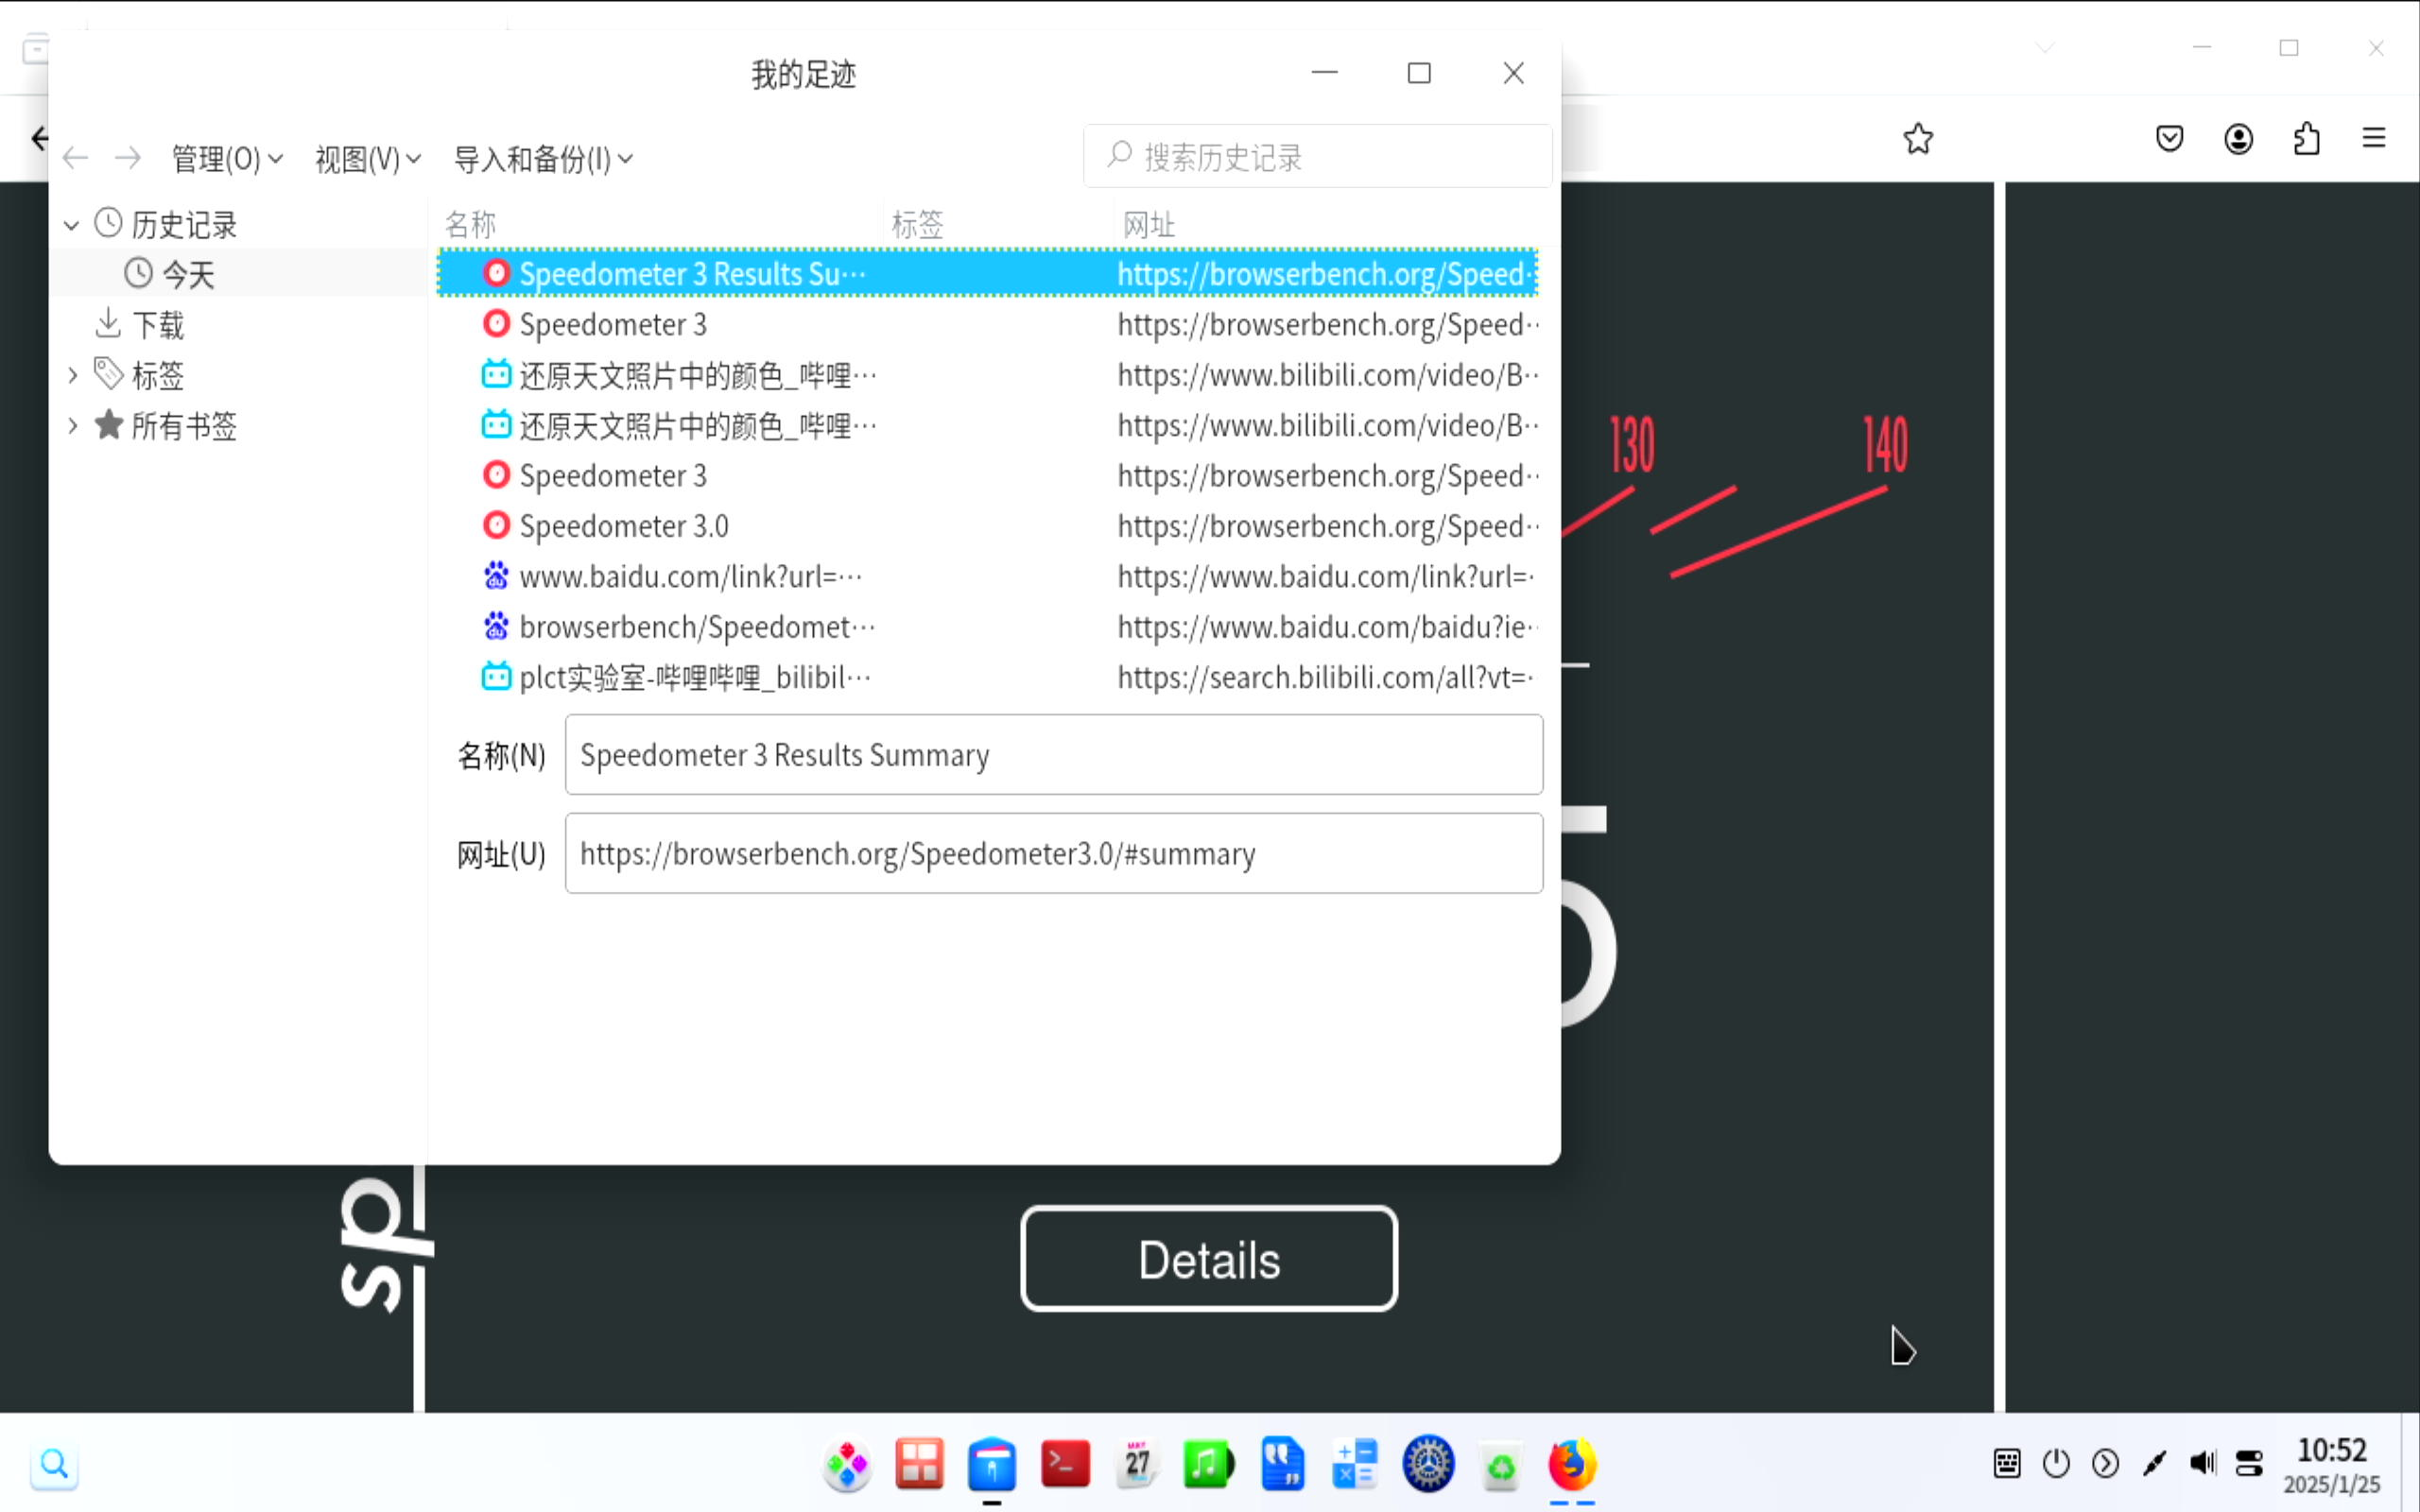 我的足迹
管理(O) 视图(V) 导入和备份(I) 搜索历史记录
历史记录
今天
下载
标签
所有书签
名称 标签 网址
Speedometer 3 Results Su… https://browserbench.org/Speed…
Speedometer 3 https://browserbench.org/Speed…
还原天文照片中的颜色_哔哩… https://www.bilibili.com/video/B…
还原天文照片中的颜色_哔哩… https://www.bilibili.com/video/B…
Speedometer 3 https://browserbench.org/Speed…
Speedometer 3.0 https://browserbench.org/Speed…
www.baidu.com/link?url=… https://www.baidu.com/link?url=…
browserbench/Speedomet… https://www.baidu.com/baidu?ie…
plct实验室-哔哩哔哩_bilibil… https://search.bilibili.com/all?vt=…
名称(N) Speedometer 3 Results Summary
网址(U) https://browserbench.org/Speedometer3.0/#summary
130 140
sp
Details
MAY
27
10:52
2025/1/25